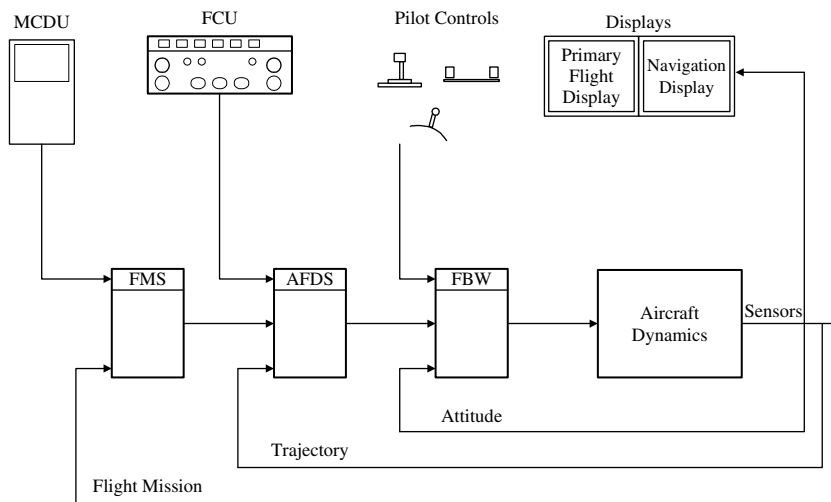 MCDU
FCU
Pilot Controls
Displays
Primary
Flight
Display
Navigation
Display
FMS
AFDS
FBW
Aircraft
Dynamics
Sensors
Attitude
Trajectory
Flight Mission